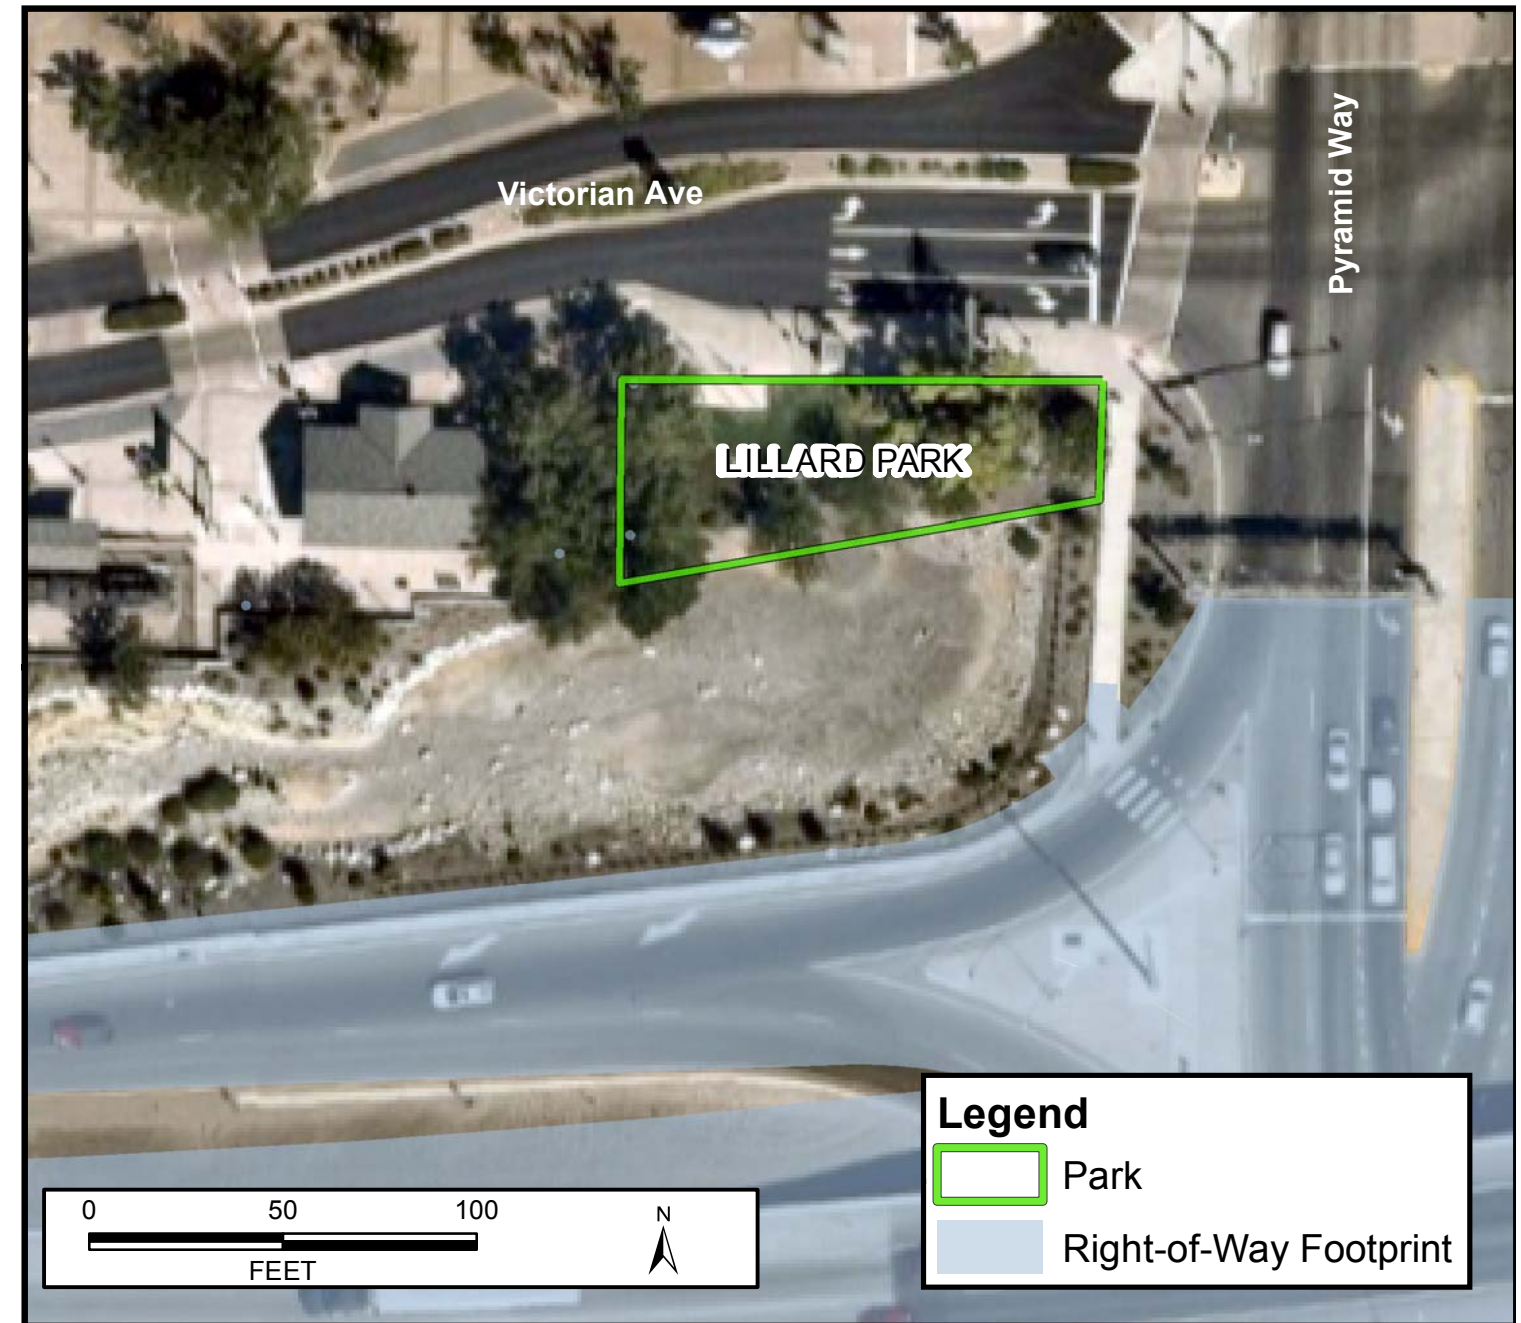 Pyramid Way
Victorian Ave
LILLARD PARK
Legend
Park
Right-of-Way Footprint
0 50 100
FEET
N